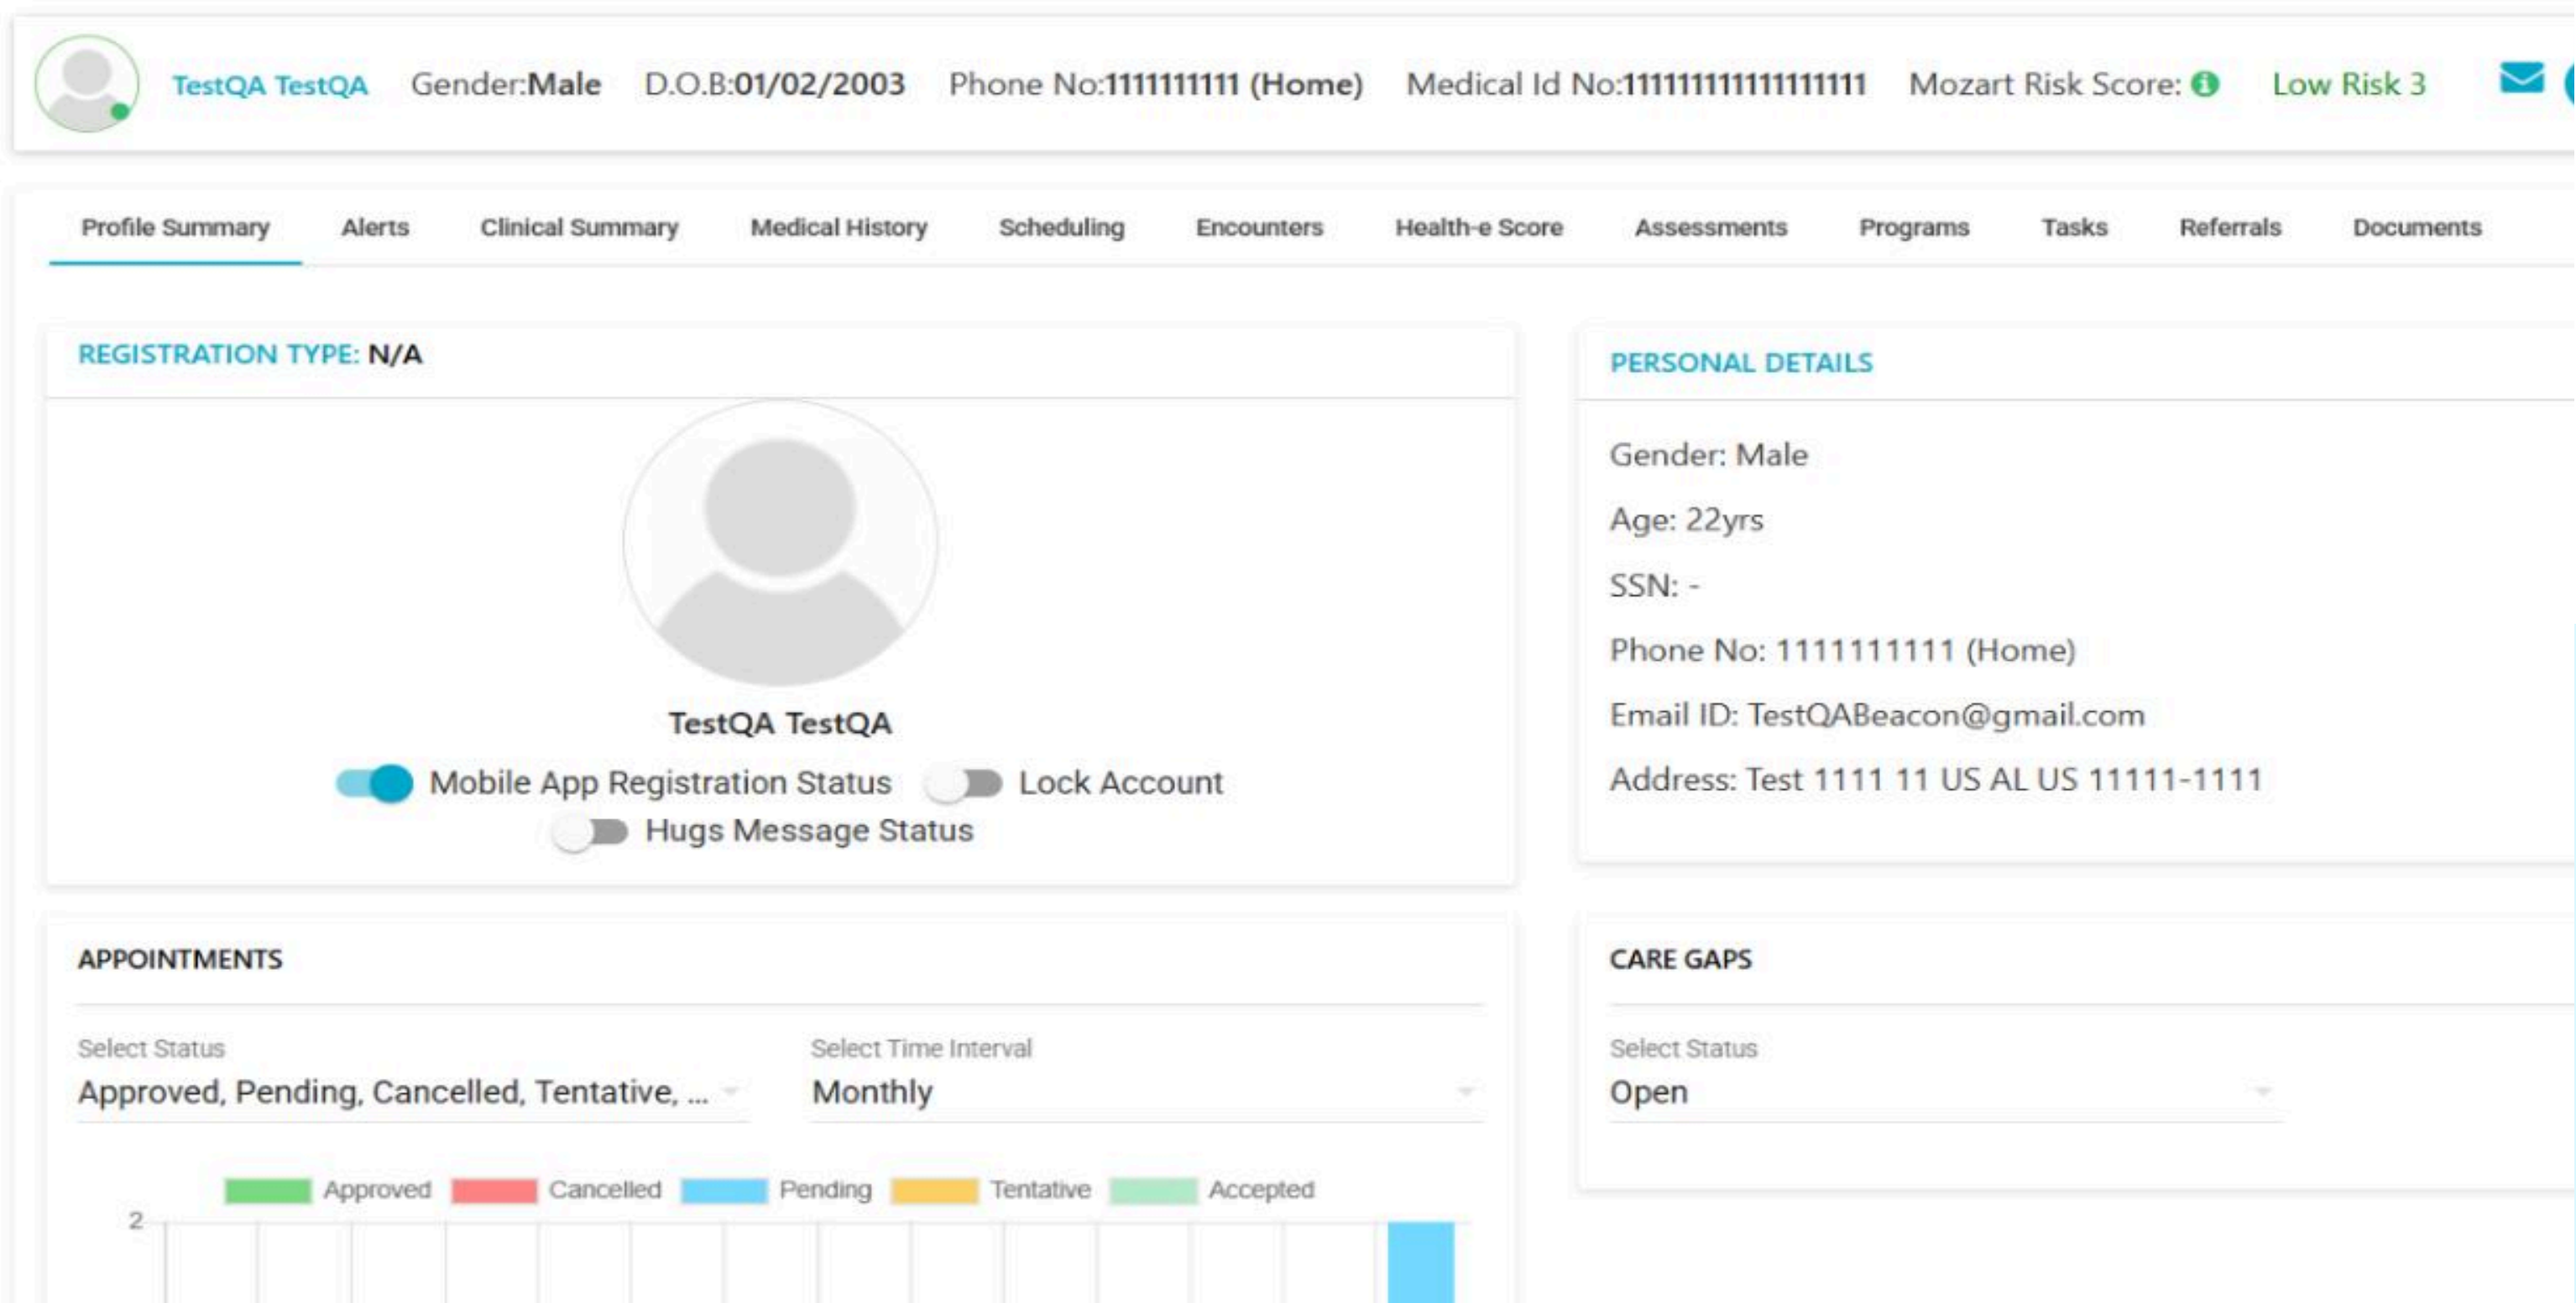 TestQA TestQA Gender:Male D.O.B:01/02/2003 Phone No:1111111111 (Home) Medical Id No:111111111111111111 Mozart Risk Score: Low Risk 3
Profile Summary Alerts Clinical Summary Medical History Scheduling Encounters Health-e Score Assessments Programs Tasks Referrals Documents
REGISTRATION TYPE: N/A
TestQA TestQA
Mobile App Registration Status Lock Account
Hugs Message Status
PERSONAL DETAILS
Gender: Male
Age: 22yrs
SSN: -
Phone No: 1111111111 (Home)
Email ID: TestQABeacon@gmail.com
Address: Test 1111 11 US AL US 11111-1111
APPOINTMENTS
Select Status
Approved, Pending, Cancelled, Tentative, ...
Select Time Interval
Monthly
Approved Cancelled Pending Tentative Accepted
2
CARE GAPS
Select Status
Open